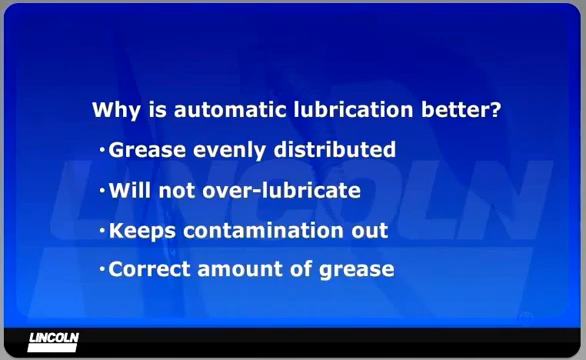 Why is automatic lubrication better?
•Grease evenly distributed
•Will not over-lubricate
•Keeps contamination out
•Correct amount of grease
LINCOLN
LINCOLN